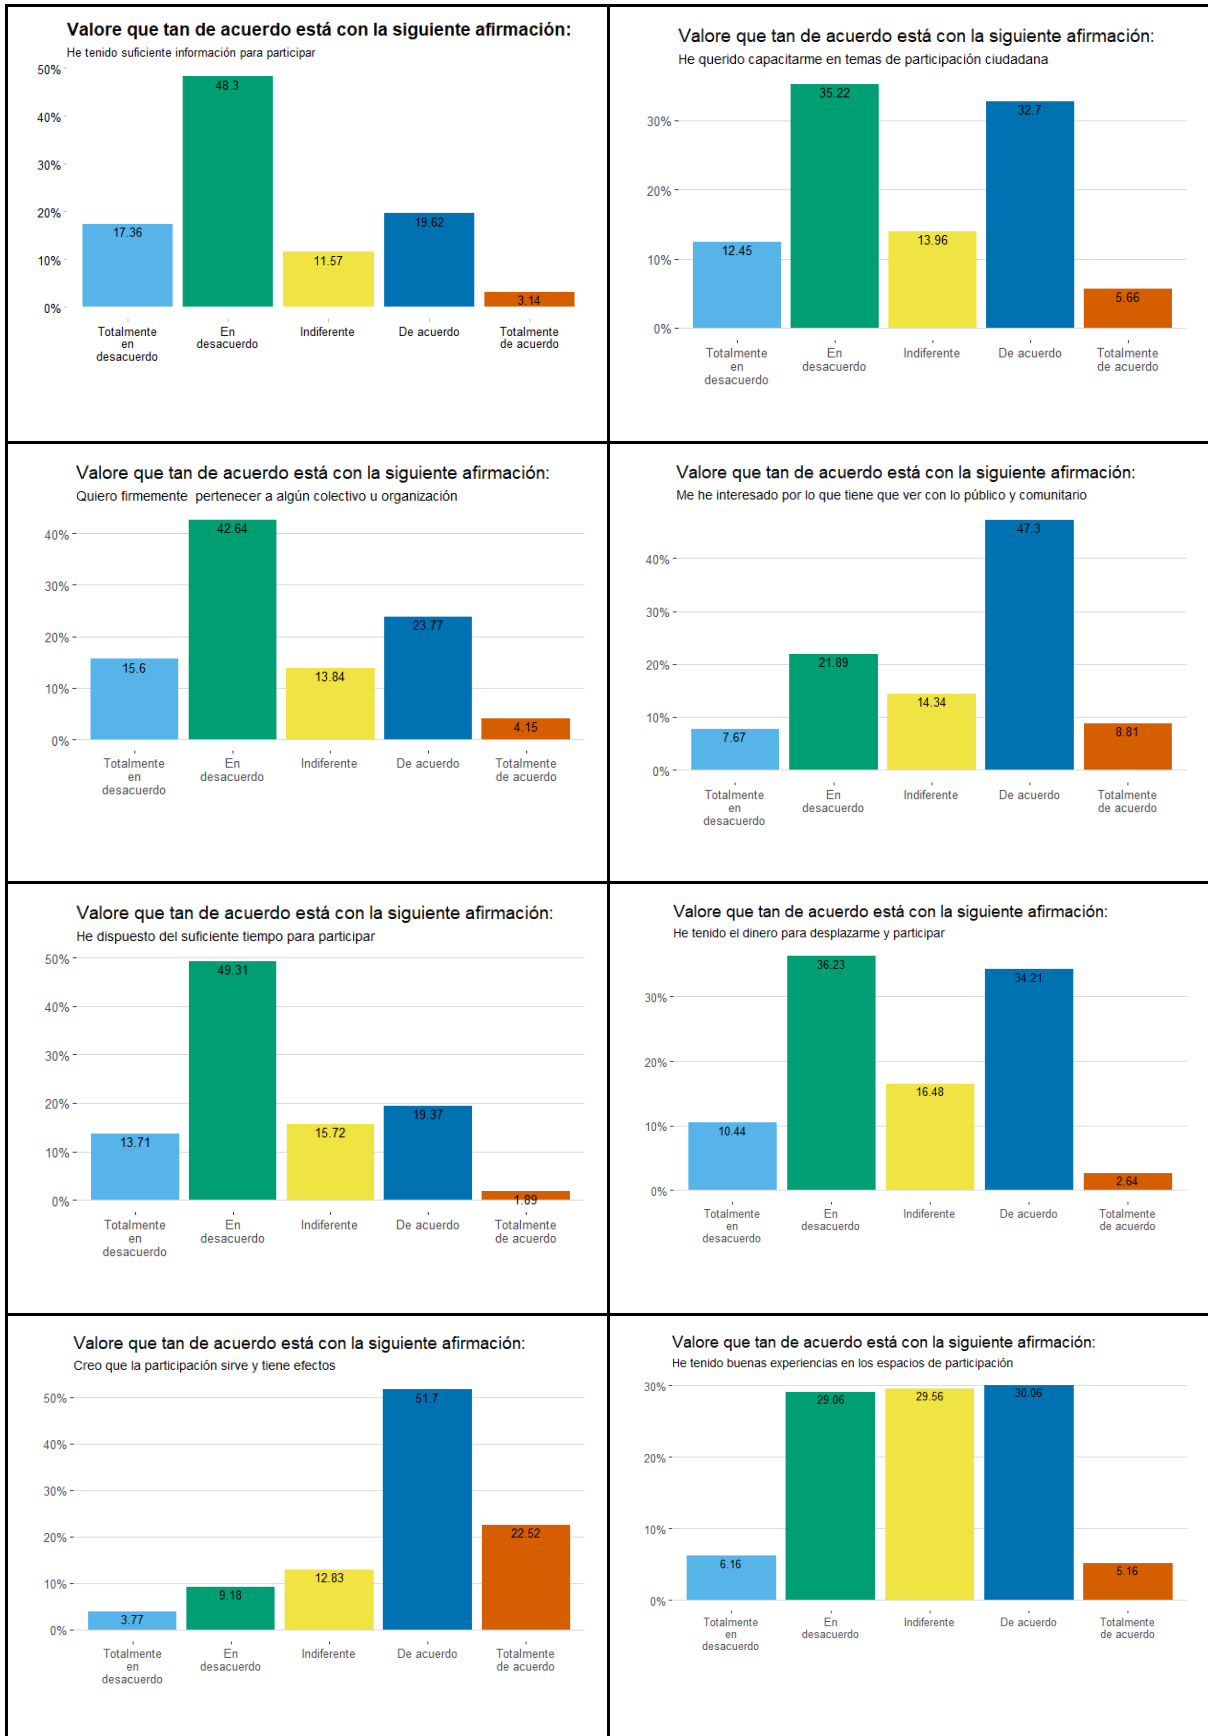 Valore que tan de acuerdo está con la siguiente afirmación:
He tenido suficiente información para participar
50%
40%
30%
20%
10%
0%
17.36
48.3
11.57
19.62
3.14
Totalmente
en
desacuerdo
En
desacuerdo
Indiferente
De acuerdo
Totalmente
de acuerdo
Valore que tan de acuerdo está con la siguiente afirmación:
He querido capacitarme en temas de participación ciudadana
30%
20%
10%
0%
12.45
35.22
13.96
32.7
5.66
Totalmente
en
desacuerdo
En
desacuerdo
Indiferente
De acuerdo
Totalmente
de acuerdo
Valore que tan de acuerdo está con la siguiente afirmación:
Quiero firmemente  pertenecer a algún colectivo u organización
40%
30%
20%
10%
0%
15.6
42.64
13.84
23.77
4.15
Totalmente
en
desacuerdo
En
desacuerdo
Indiferente
De acuerdo
Totalmente
de acuerdo
Valore que tan de acuerdo está con la siguiente afirmación:
Me he interesado por lo que tiene que ver con lo público y comunitario
40%
30%
20%
10%
0%
7.67
21.89
14.34
47.3
8.81
Totalmente
en
desacuerdo
En
desacuerdo
Indiferente
De acuerdo
Totalmente
de acuerdo
Valore que tan de acuerdo está con la siguiente afirmación:
He dispuesto del suficiente tiempo para participar
50%
40%
30%
20%
10%
0%
13.71
49.31
15.72
19.37
1.89
Totalmente
en
desacuerdo
En
desacuerdo
Indiferente
De acuerdo
Totalmente
de acuerdo
Valore que tan de acuerdo está con la siguiente afirmación:
He tenido el dinero para desplazarme y participar
30%
20%
10%
0%
10.44
36.23
16.48
34.21
2.64
Totalmente
en
desacuerdo
En
desacuerdo
Indiferente
De acuerdo
Totalmente
de acuerdo
Valore que tan de acuerdo está con la siguiente afirmación:
Creo que la participación sirve y tiene efectos
50%
40%
30%
20%
10%
0%
3.77
9.18
12.83
51.7
22.52
Totalmente
en
desacuerdo
En
desacuerdo
Indiferente
De acuerdo
Totalmente
de acuerdo
Valore que tan de acuerdo está con la siguiente afirmación:
He tenido buenas experiencias en los espacios de participación
30%
20%
10%
0%
6.16
29.06
29.56
30.06
5.16
Totalmente
en
desacuerdo
En
desacuerdo
Indiferente
De acuerdo
Totalmente
de acuerdo